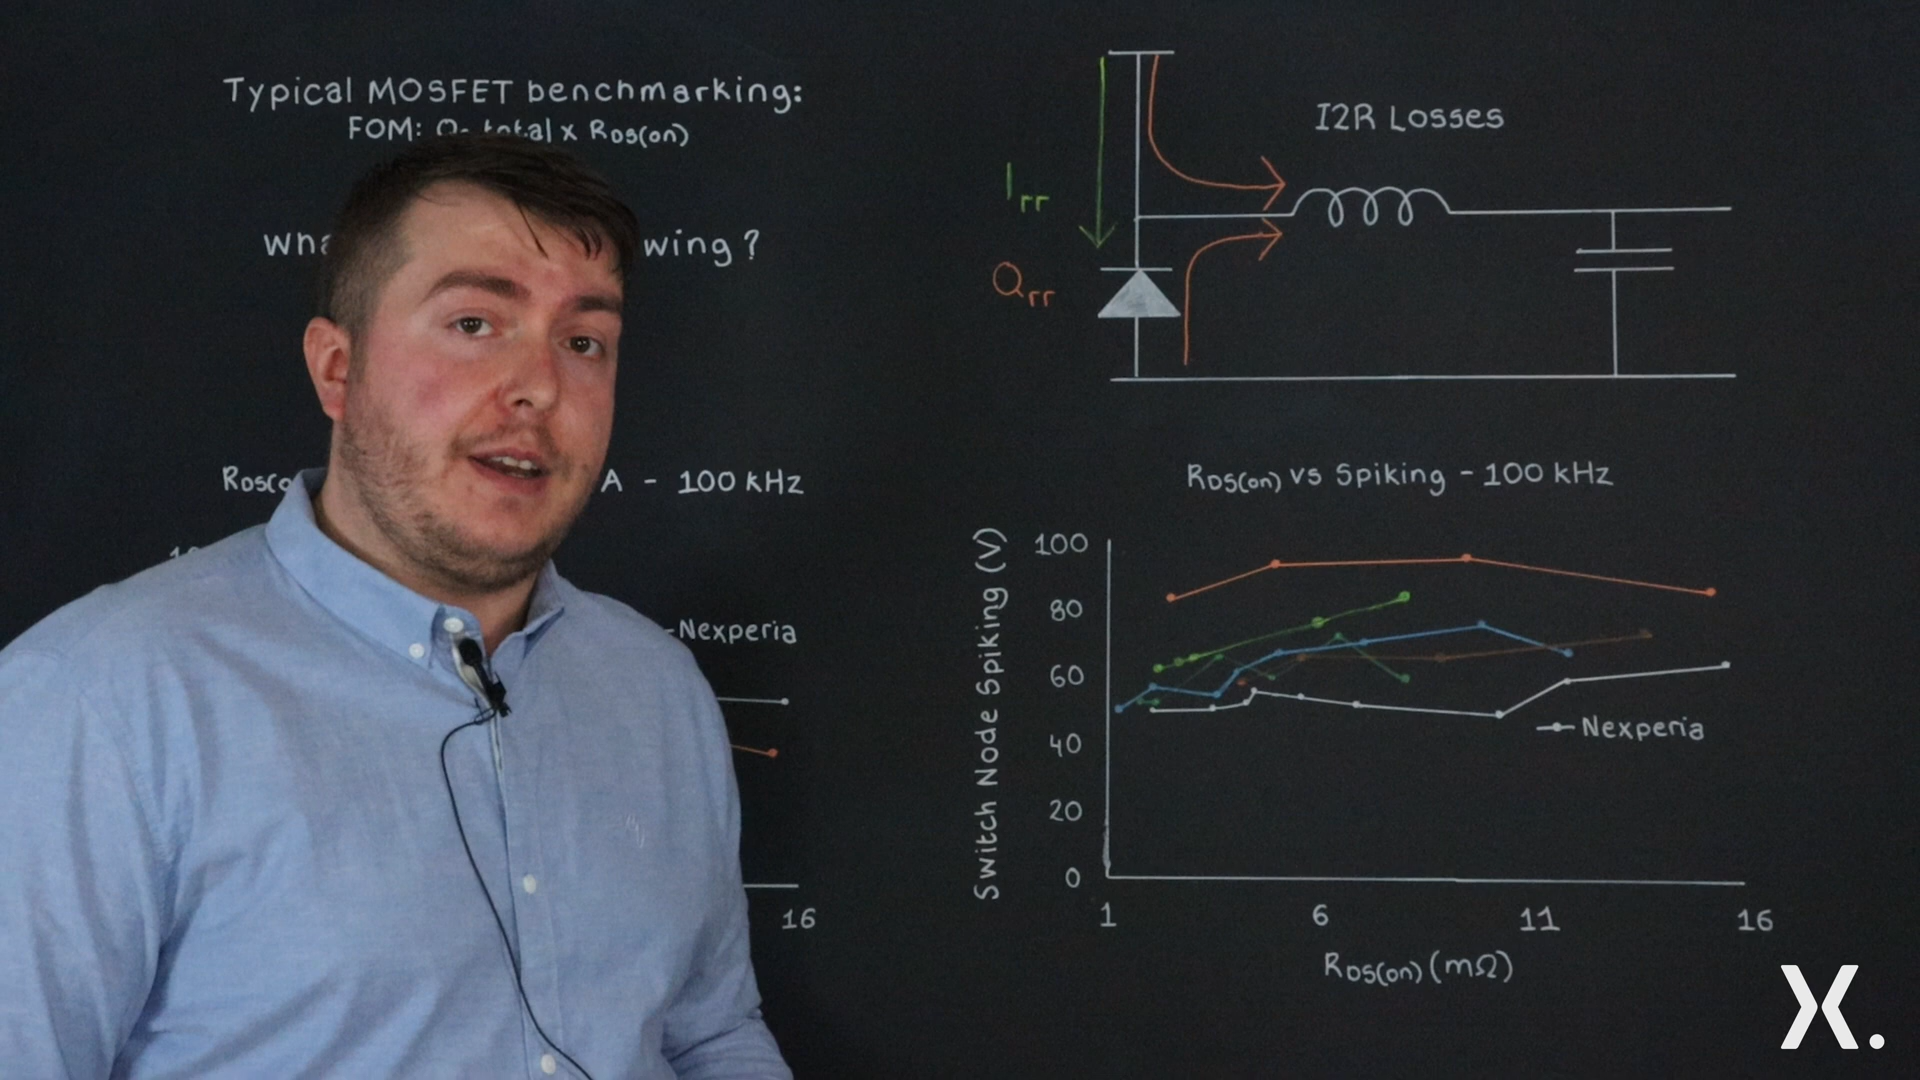 Typical MOSFET benchmarking:
FOM: total x RDS(on)
wing?
A - 100 kHz
Nexperia
16
I2R Losses
Irr
Qrr
RDS(on) vs Spiking - 100 kHz
Switch Node Spiking (V)
100
80
60
40
20
0
Nexperia
1 6 11 16
RDS(on) (mΩ)
X.